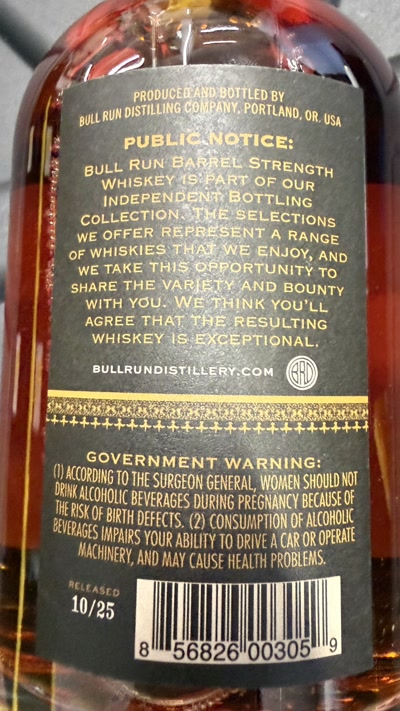 PRODUCED AND BOTTLED BY
BULL RUN DISTILLING COMPANY, PORTLAND, OR. USA
PUBLIC NOTICE:
BULL RUN BARREL STRENGTH
WHISKEY IS PART OF OUR
INDEPENDENT BOTTLING
COLLECTION. THE SELECTIONS
WE OFFER REPRESENT A RANGE
OF WHISKIES THAT WE ENJOY, AND
WE TAKE THIS OPPORTUNITY TO
SHARE THE VARIETY AND BOUNTY
WITH YOU. WE THINK YOU'LL
AGREE THAT THE RESULTING
WHISKEY IS EXCEPTIONAL.
BULLRUNDISTILLERY.COM BRD
GOVERNMENT WARNING:
(1) ACCORDING TO THE SURGEON GENERAL, WOMEN SHOULD NOT
DRINK ALCOHOLIC BEVERAGES DURING PREGNANCY BECAUSE OF
THE RISK OF BIRTH DEFECTS. (2) CONSUMPTION OF ALCOHOLIC
BEVERAGES IMPAIRS YOUR ABILITY TO DRIVE A CAR OR OPERATE
MACHINERY, AND MAY CAUSE HEALTH PROBLEMS.
RELEASED
10/25
8 56826 00305 9